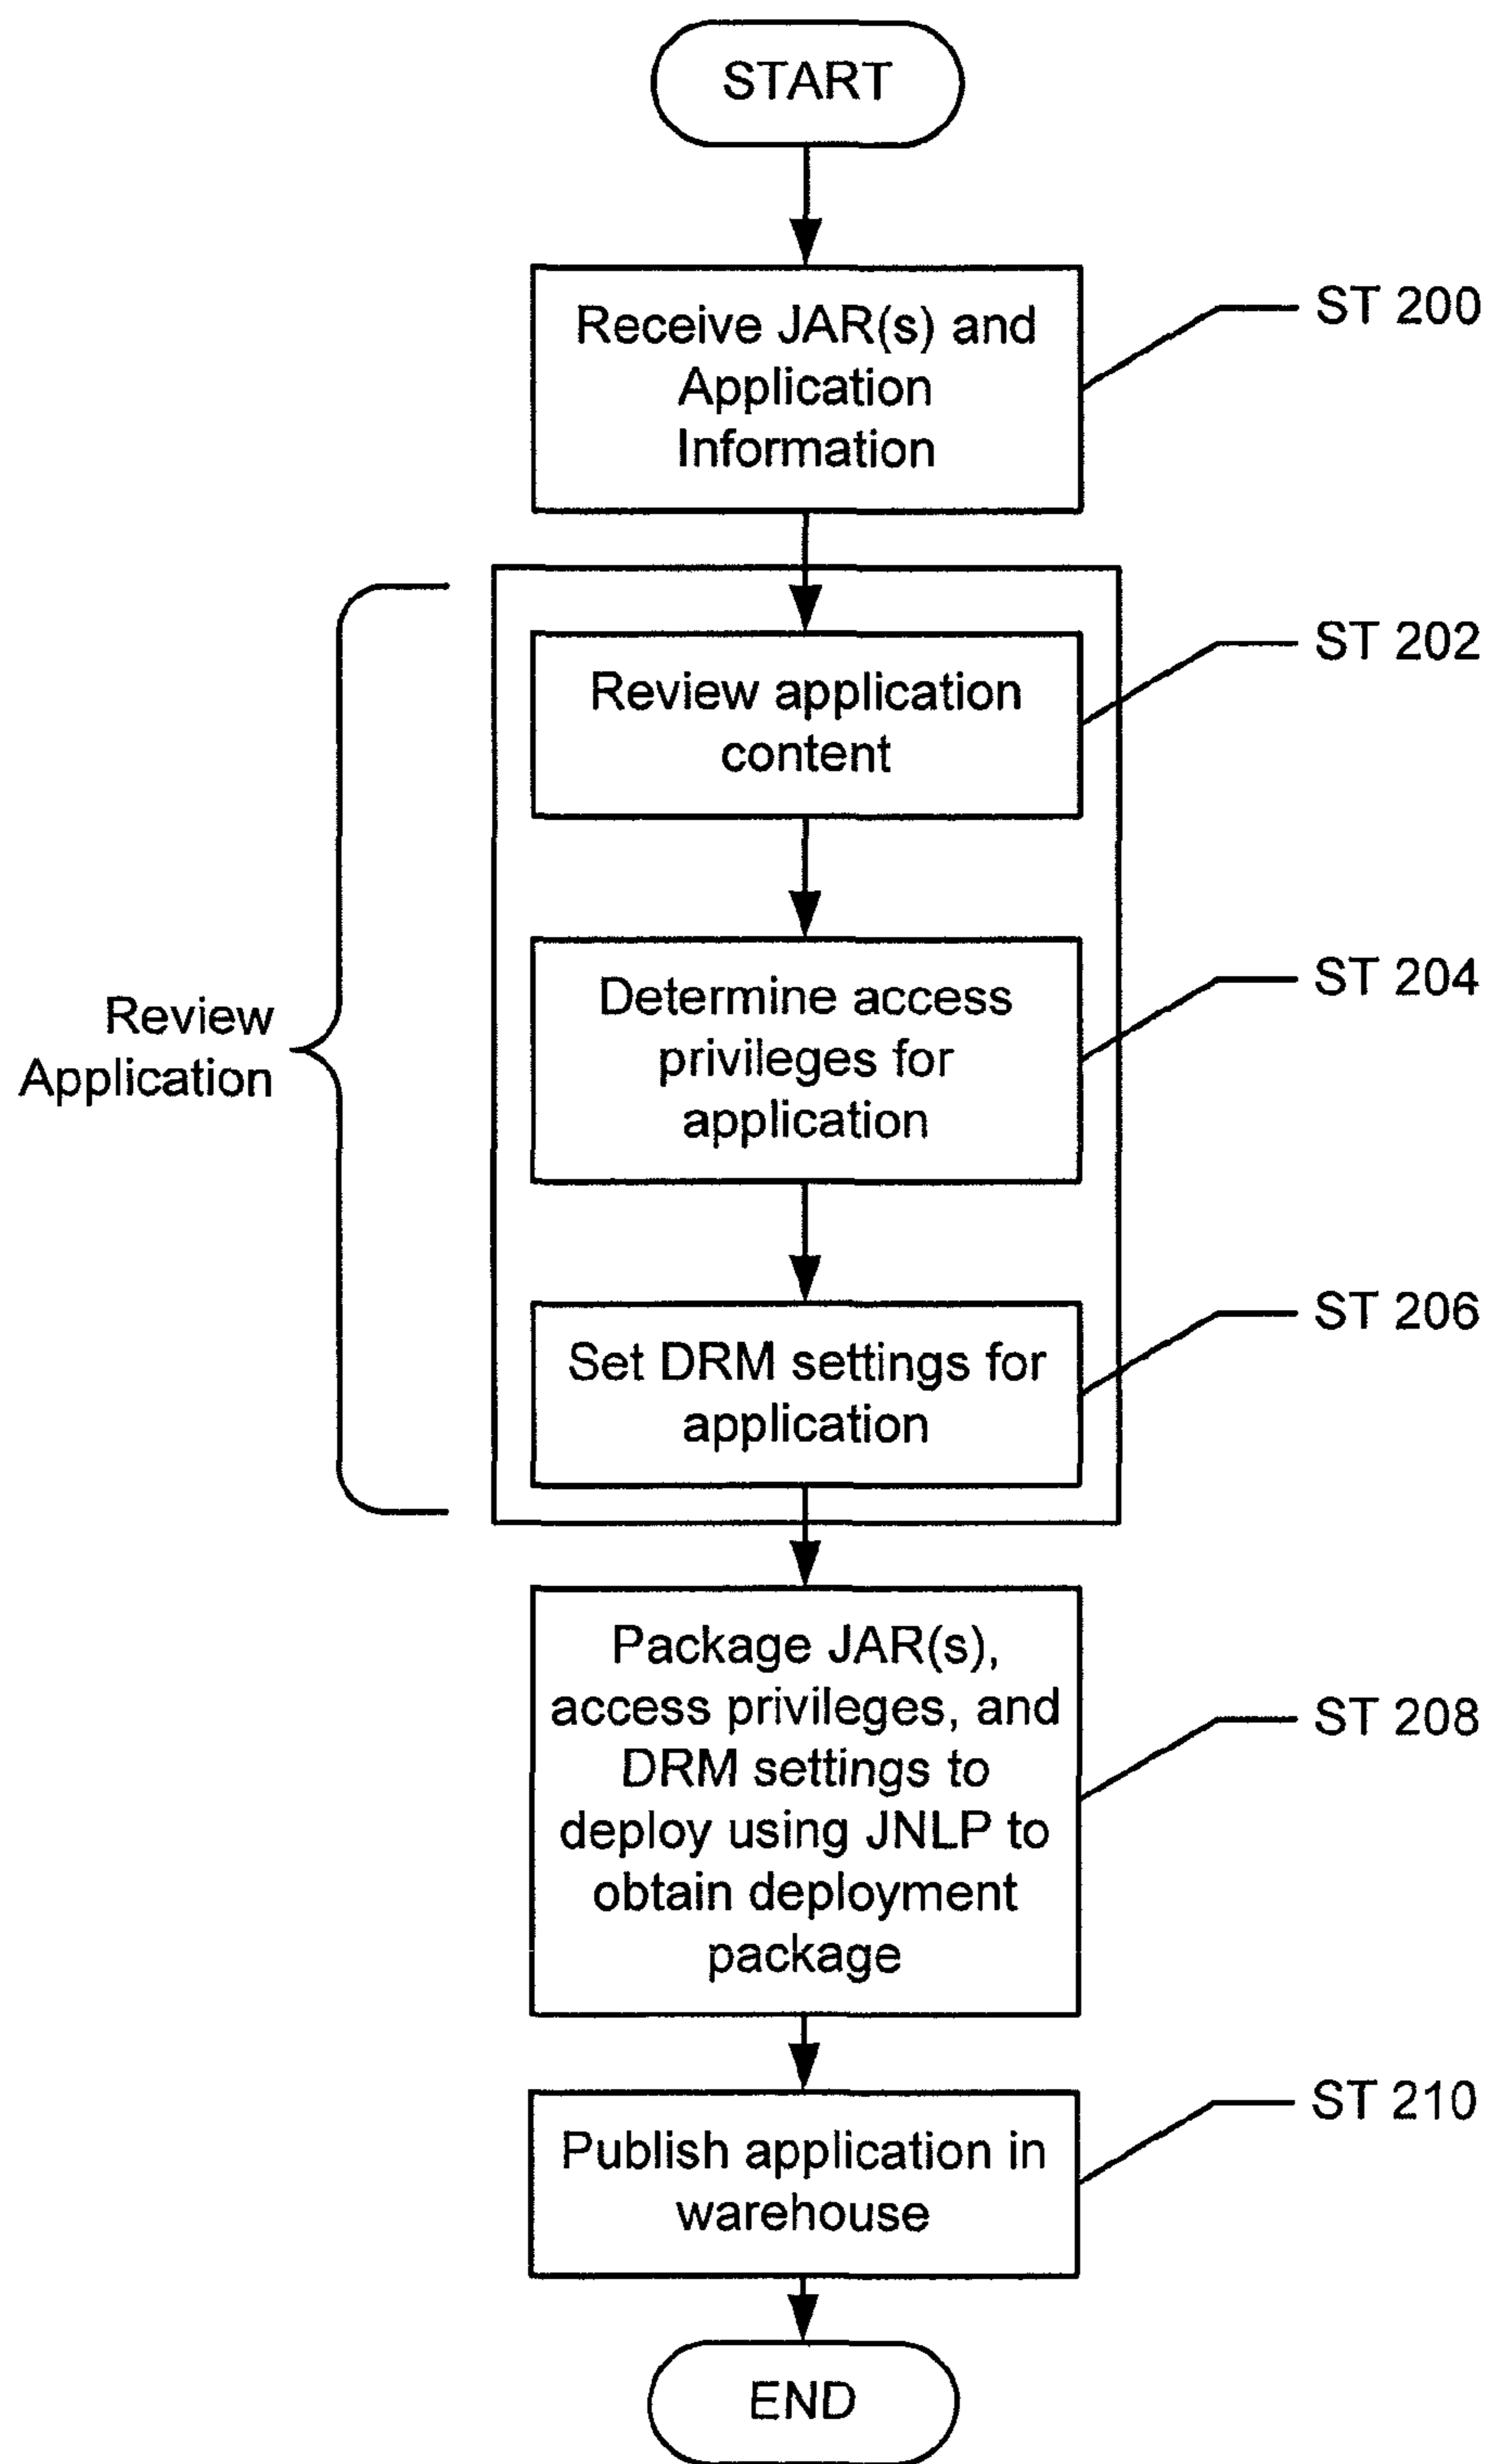 START
Receive JAR(s) and
Application
Information
ST 200
Review application
content
ST 202
Review
Application
Determine access
privileges for
application
ST 204
Set DRM settings for
application
ST 206
Package JAR(s),
access privileges, and
DRM settings to
deploy using JNLP to
obtain deployment
package
ST 208
Publish application in
warehouse
ST 210
END